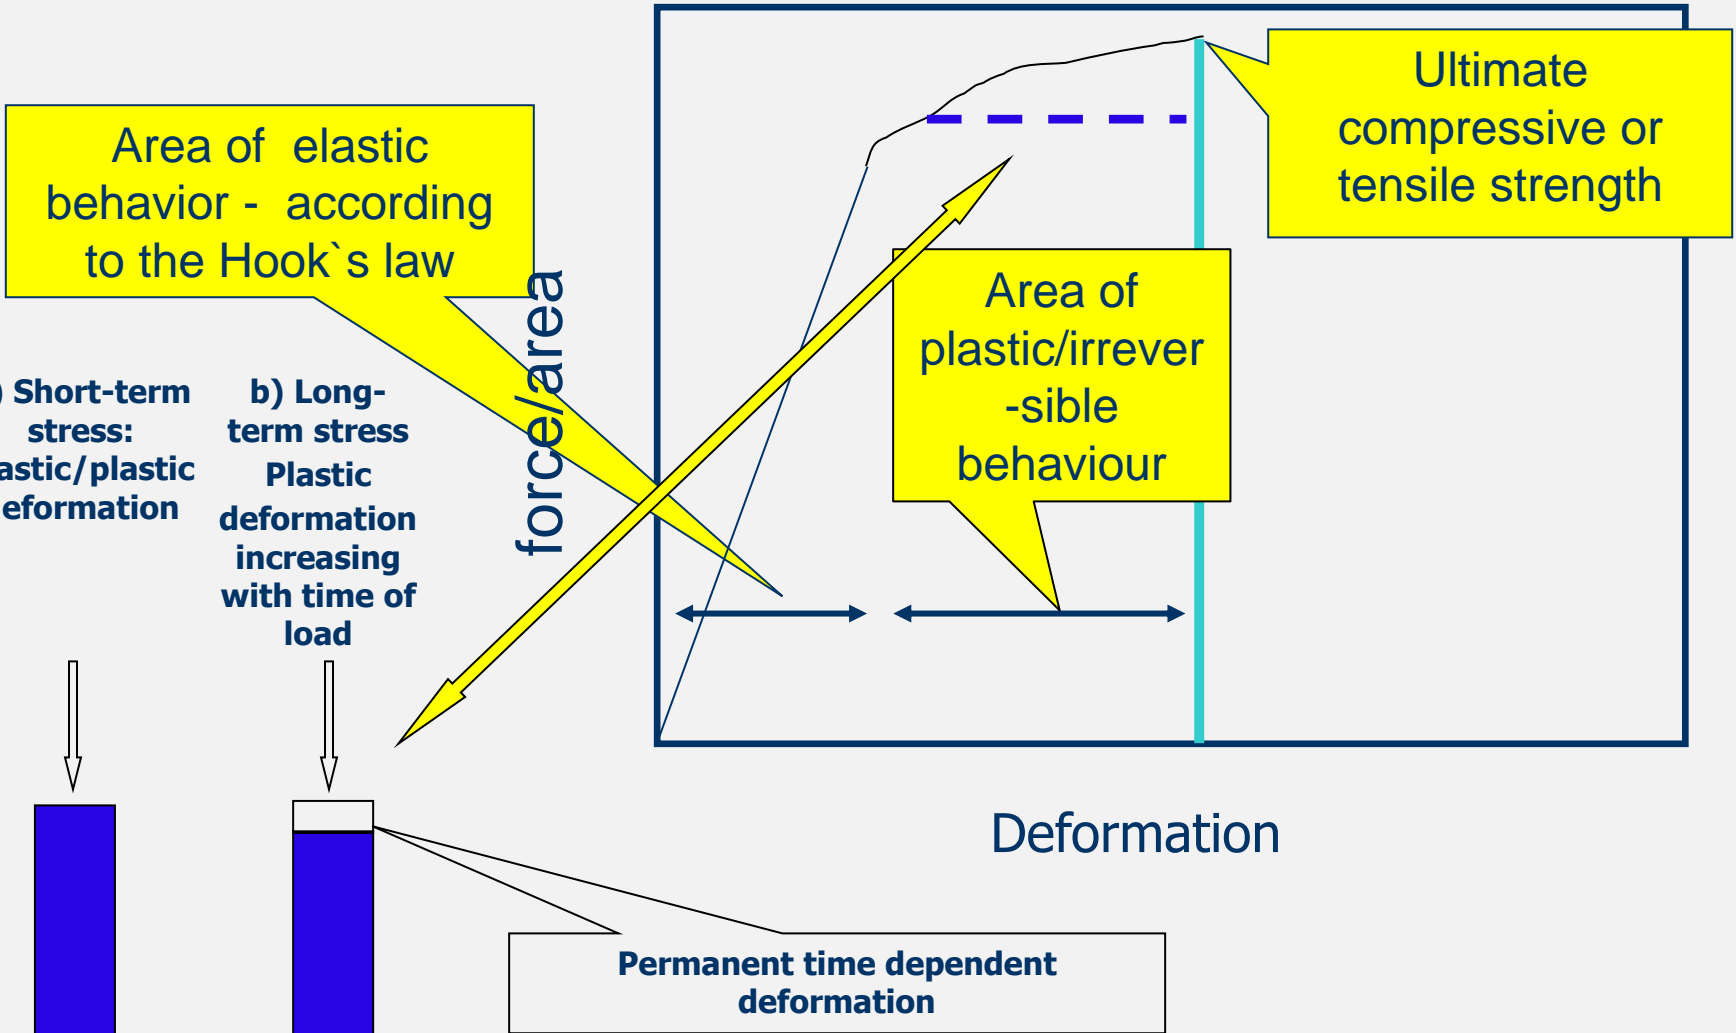 Ultimate
compressive or
tensile strength
Area of elastic
behavior - according
to the Hook`s law
force/area
Area of
plastic/irrever
-sible
behaviour
) Short-term
stress:
astic/plastic
eformation
b) Long-
term stress
Plastic
deformation
increasing
with time of
load
Deformation
Permanent time dependent
deformation